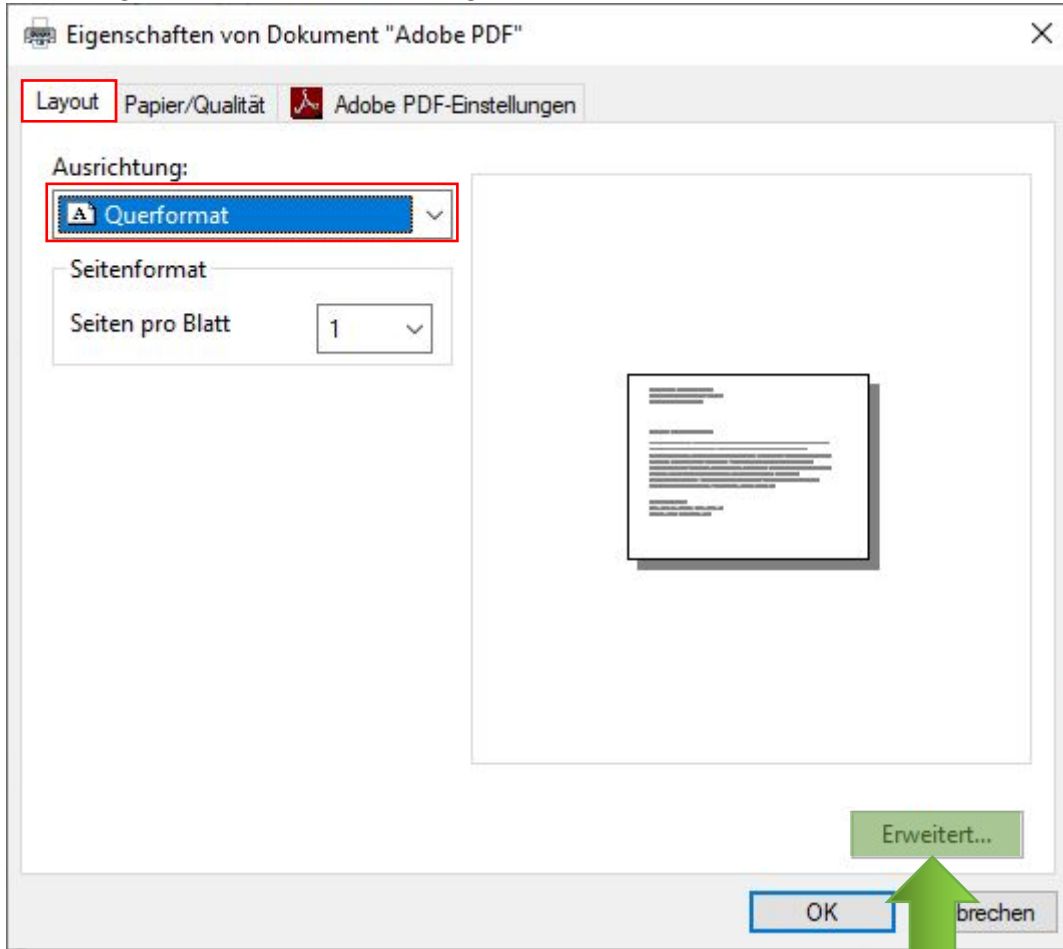 Eigenschaften von Dokument "Adobe PDF"
Layout Papier/Qualität Adobe PDF-Einstellungen
Ausrichtung:
A Querformat
Seitenformat
Seiten pro Blatt 1
Erweitert...
OK brechen